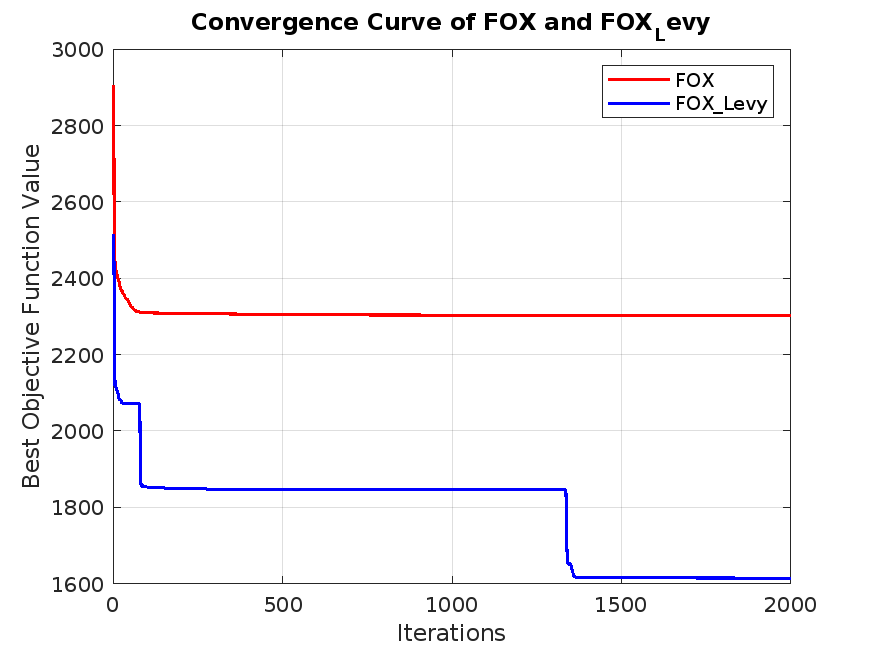 Convergence Curve of FOX and FOX_Levy
3000
2800
2600
2400
2200
2000
1800
1600
Best Objective Function Value
FOX
FOX_Levy
0
500
1000
1500
2000
Iterations